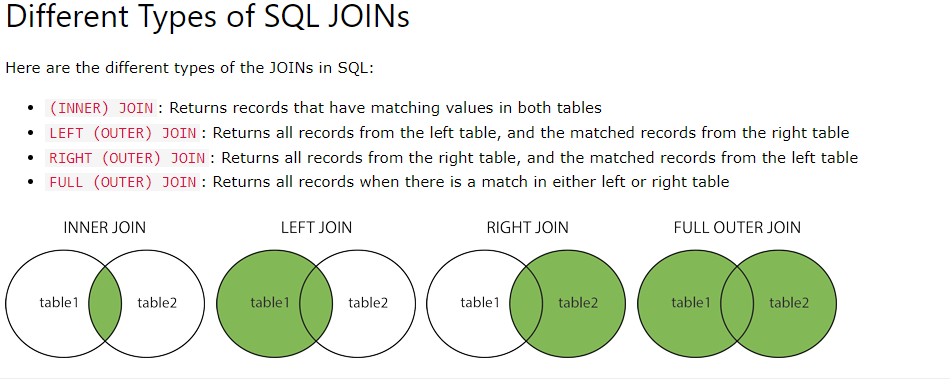 Different Types of SQL JOINs
Here are the different types of the JOINs in SQL:
• (INNER) JOIN : Returns records that have matching values in both tables
• LEFT (OUTER) JOIN : Returns all records from the left table, and the matched records from the right table
• RIGHT (OUTER) JOIN : Returns all records from the right table, and the matched records from the left table
• FULL (OUTER) JOIN : Returns all records when there is a match in either left or right table
INNER JOIN LEFT JOIN RIGHT JOIN FULL OUTER JOIN
table1 table2 table1 table2 table1 table2 table1 table2